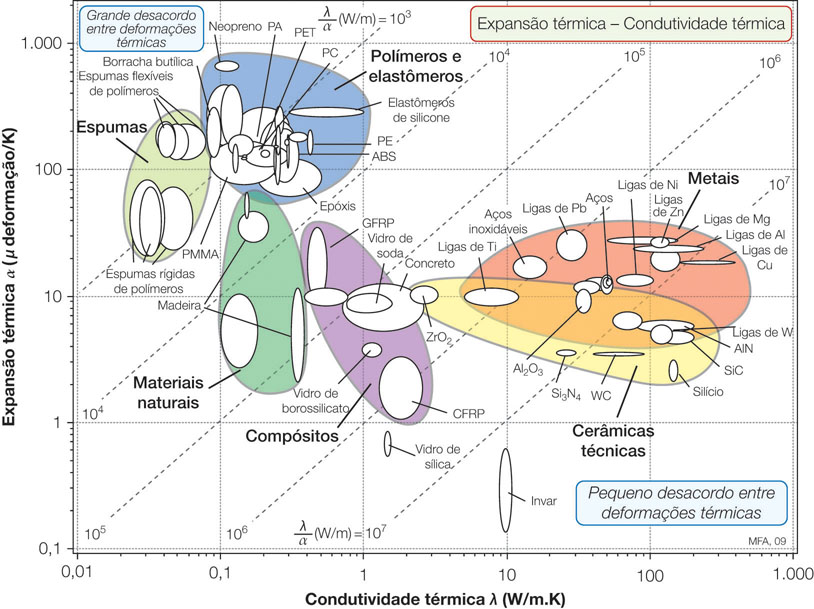 Grande desacordo
entre deformações
térmicas
Expansão térmica – Condutividade térmica
Neopreno
PA
PET
PC
λ/α (W/m) = 10³
10⁴
10⁵
10⁶
10⁷
Borracha butílica
Espumas flexíveis
de polímeros
Polímeros e
elastômeros
Elastômeros
de silicone
Espumas
PE
ABS
Epóxis
PMMA
Espumas rígidas
de polímeros
Madeira
GFRP
Vidro de
soda
Concreto
Ligas de Ti
Aços
inoxidáveis
Ligas de Pb
Aços
Ligas de Ni
Metais
Ligas
de Zn
Ligas de Mg
Ligas de Al
Ligas de
Cu
ZrO₂
Ligas de W
AlN
SiC
Silício
Al₂O₃
Si₃N₄
WC
Cerâmicas
técnicas
Materiais
naturais
Vidro de
borossilicato
Compósitos
CFRP
Vidro de
sílica
Invar
Pequeno desacordo entre
deformações térmicas
MFA, 09
10⁴
10⁵
10⁶
λ/α (W/m) = 10⁷
Expansão térmica α (μ deformação/K)
1.000
100
10
1
0,1
0,01
0,1
1
10
100
1.000
Condutividade térmica λ (W/m.K)